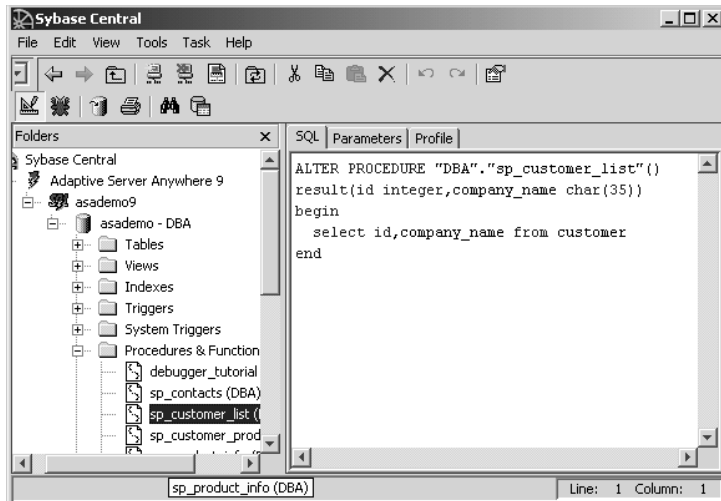 Sybase Central
File Edit View Tools Task Help
Folders
SQL Parameters Profile
Sybase Central
Adaptive Server Anywhere 9
asademo9
asademo - DBA
Tables
Views
Indexes
Triggers
System Triggers
Procedures & Function
debugger_tutorial
sp_contacts (DBA)
sp_customer_list (
sp_customer_prod
ALTER PROCEDURE "DBA"."sp_customer_list"()
result(id integer,company_name char(35))
begin
select id,company_name from customer
end
sp_product_info (DBA)
Line: 1 Column: 1